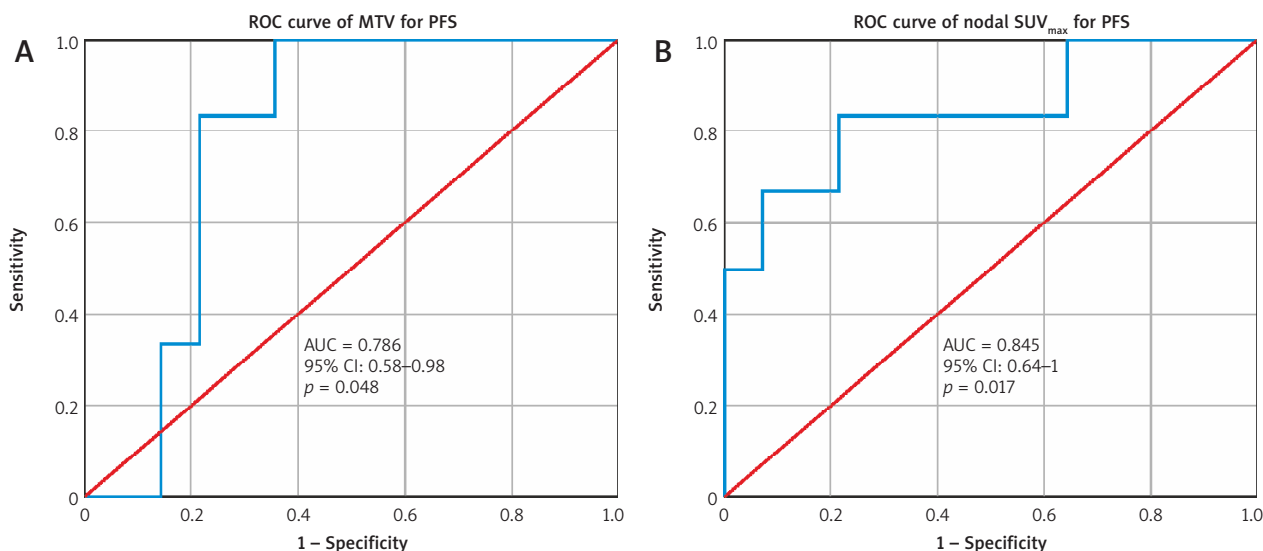 ROC curve of MTV for PFS
A
1.0
0.8
0.6
0.4
0.2
0
Sensitivity
AUC = 0.786
95% CI: 0.58–0.98
p = 0.048
0 0.2 0.4 0.6 0.8 1.0
1 – Specificity
ROC curve of nodal SUVmax for PFS
B
1.0
0.8
0.6
0.4
0.2
0
Sensitivity
AUC = 0.845
95% CI: 0.64–1
p = 0.017
0 0.2 0.4 0.6 0.8 1.0
1 – Specificity